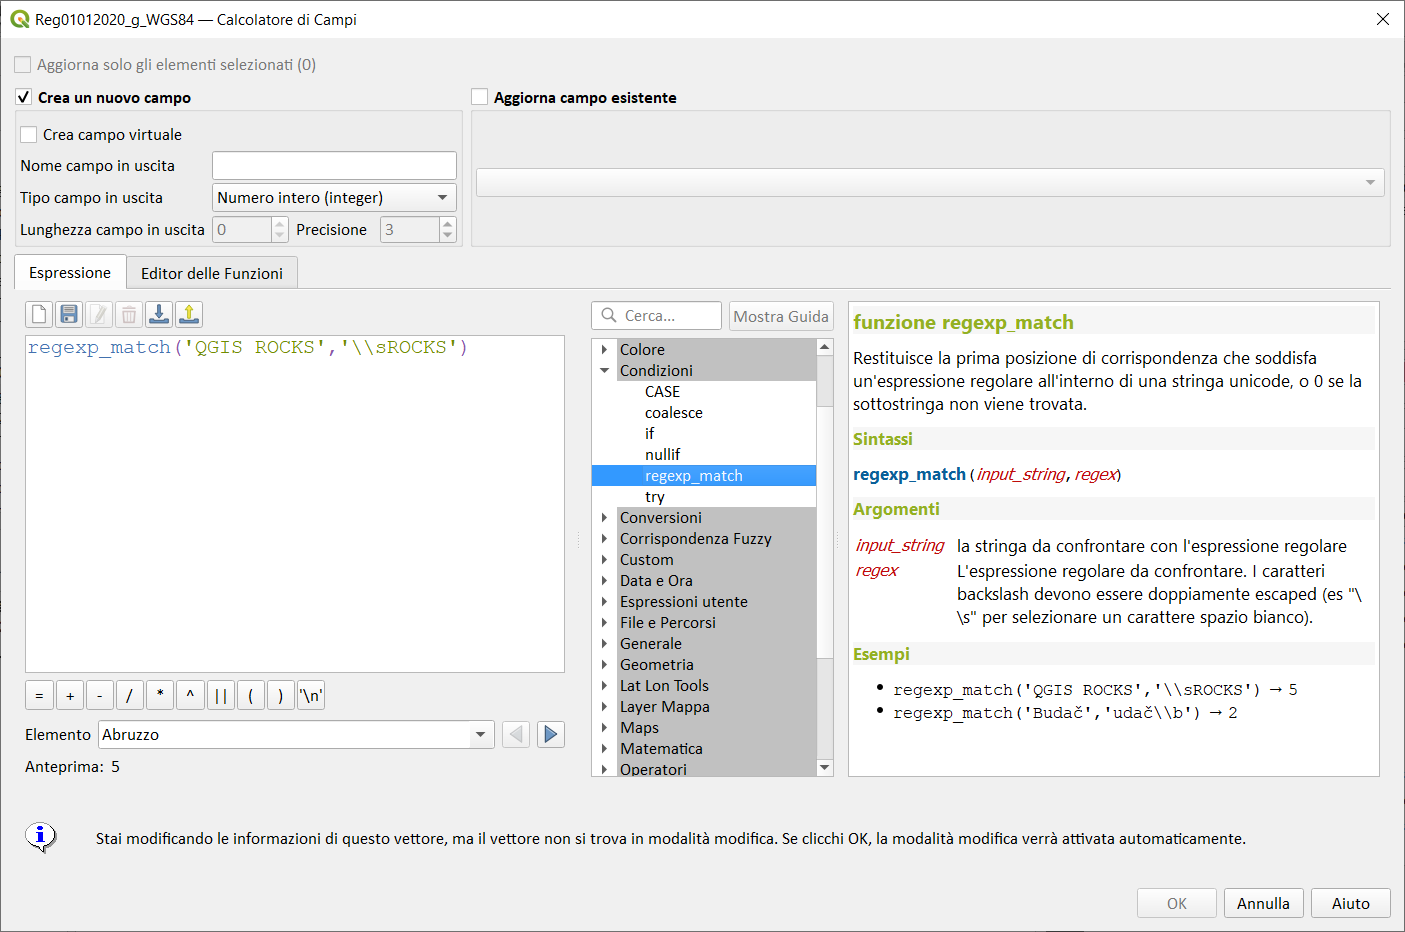 Reg01012020_g_WGS84 — Calcolatore di Campi
Aggiorna solo gli elementi selezionati (0)
Crea un nuovo campo
Aggiorna campo esistente
Crea campo virtuale
Nome campo in uscita
Tipo campo in uscita
Numero intero (integer)
Lunghezza campo in uscita
0
Precisione
3
Espressione
Editor delle Funzioni
regexp_match('QGIS ROCKS','\\sROCKS')
= + - / * ^ || ( ) '\n'
Elemento
Abruzzo
Anteprima: 5
Cerca...
Mostra Guida
Colore
Condizioni
CASE
coalesce
if
nullif
regexp_match
try
Conversioni
Corrispondenza Fuzzy
Custom
Data e Ora
Espressioni utente
File e Percorsi
Generale
Geometria
Lat Lon Tools
Layer Mappa
Maps
Matematica
Operatori
funzione regexp_match
Restituisce la prima posizione di corrispondenza che soddisfa
un'espressione regolare all'interno di una stringa unicode, o 0 se la
sottostringa non viene trovata.
Sintassi
regexp_match(input_string, regex)
Argomenti
input_string la stringa da confrontare con l'espressione regolare
regex L'espressione regolare da confrontare. I caratteri
backslash devono essere doppiamente escaped (es "\
\s" per selezionare un carattere spazio bianco).
Esempi
• regexp_match('QGIS ROCKS','\\sROCKS') → 5
• regexp_match('Budač','udač\\b') → 2
Stai modificando le informazioni di questo vettore, ma il vettore non si trova in modalità modifica. Se clicchi OK, la modalità modifica verrà attivata automaticamente.
OK
Annulla
Aiuto